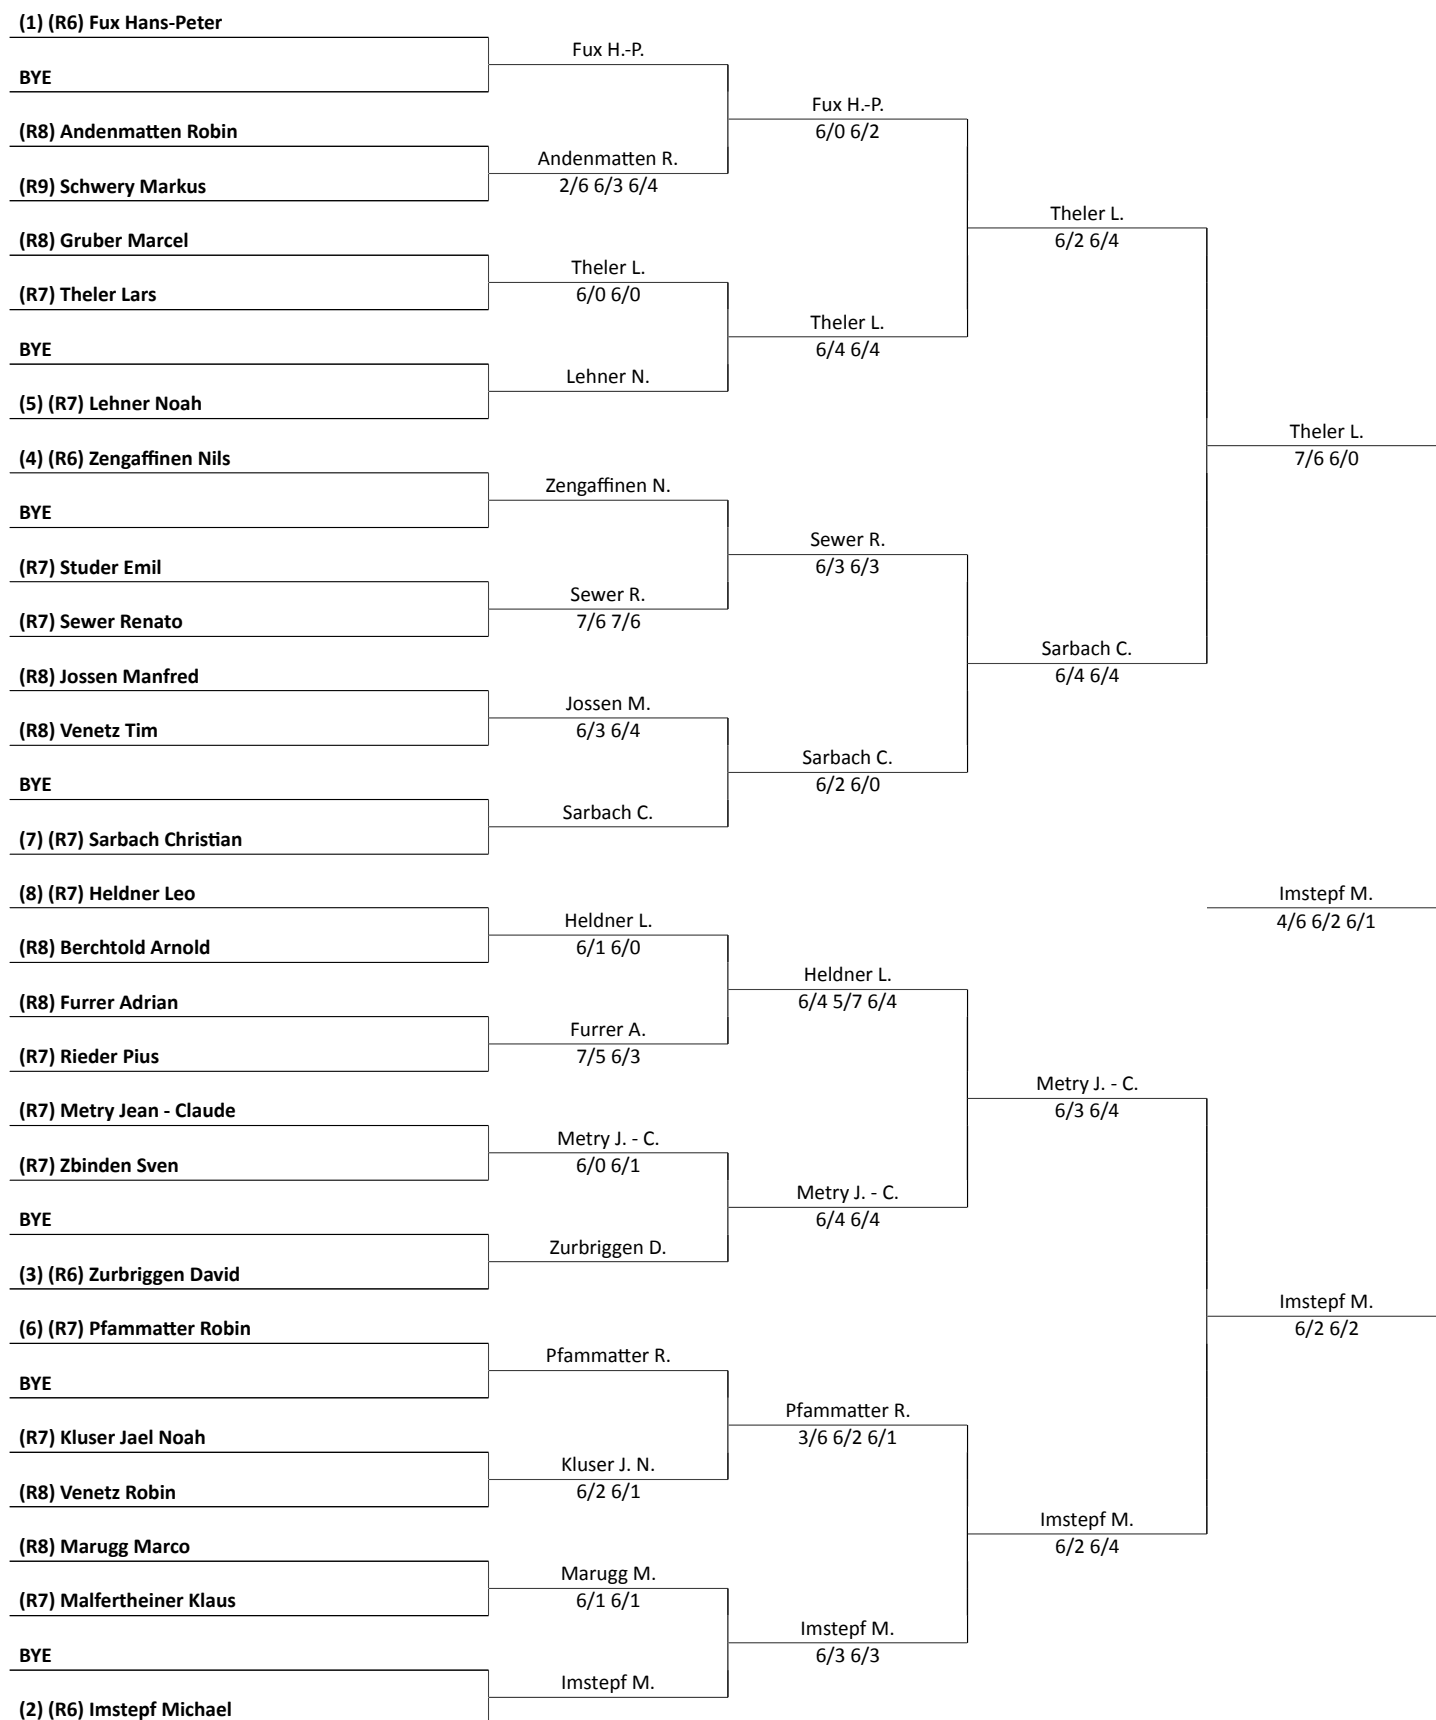 (1) (R6) Fux Hans-Peter
BYE
(R8) Andenmatten Robin
(R9) Schwery Markus
(R8) Gruber Marcel
(R7) Theler Lars
BYE
(5) (R7) Lehner Noah
(4) (R6) Zengaffinen Nils
BYE
(R7) Studer Emil
(R7) Sewer Renato
(R8) Jossen Manfred
(R8) Venetz Tim
BYE
(7) (R7) Sarbach Christian
(8) (R7) Heldner Leo
(R8) Berchtold Arnold
(R8) Furrer Adrian
(R7) Rieder Pius
(R7) Metry Jean - Claude
(R7) Zbinden Sven
BYE
(3) (R6) Zurbriggen David
(6) (R7) Pfammatter Robin
BYE
(R7) Kluser Jael Noah
(R8) Venetz Robin
(R8) Marugg Marco
(R7) Malfertheiner Klaus
BYE
(2) (R6) Imstepf Michael
Fux H.-P.
Andenmatten R.
2/6 6/3 6/4
Theler L.
6/0 6/0
Lehner N.
Zengaffinen N.
Sewer R.
7/6 7/6
Jossen M.
6/3 6/4
Sarbach C.
Heldner L.
6/1 6/0
Furrer A.
7/5 6/3
Metry J. - C.
6/0 6/1
Zurbriggen D.
Pfammatter R.
Kluser J. N.
6/2 6/1
Marugg M.
6/1 6/1
Imstepf M.
Fux H.-P.
6/0 6/2
Theler L.
6/4 6/4
Sewer R.
6/3 6/3
Sarbach C.
6/2 6/0
Heldner L.
6/4 5/7 6/4
Metry J. - C.
6/4 6/4
Pfammatter R.
3/6 6/2 6/1
Imstepf M.
6/3 6/3
Theler L.
6/2 6/4
Sarbach C.
6/4 6/4
Metry J. - C.
6/3 6/4
Imstepf M.
6/2 6/4
Theler L.
7/6 6/0
Imstepf M.
4/6 6/2 6/1
Imstepf M.
6/2 6/2